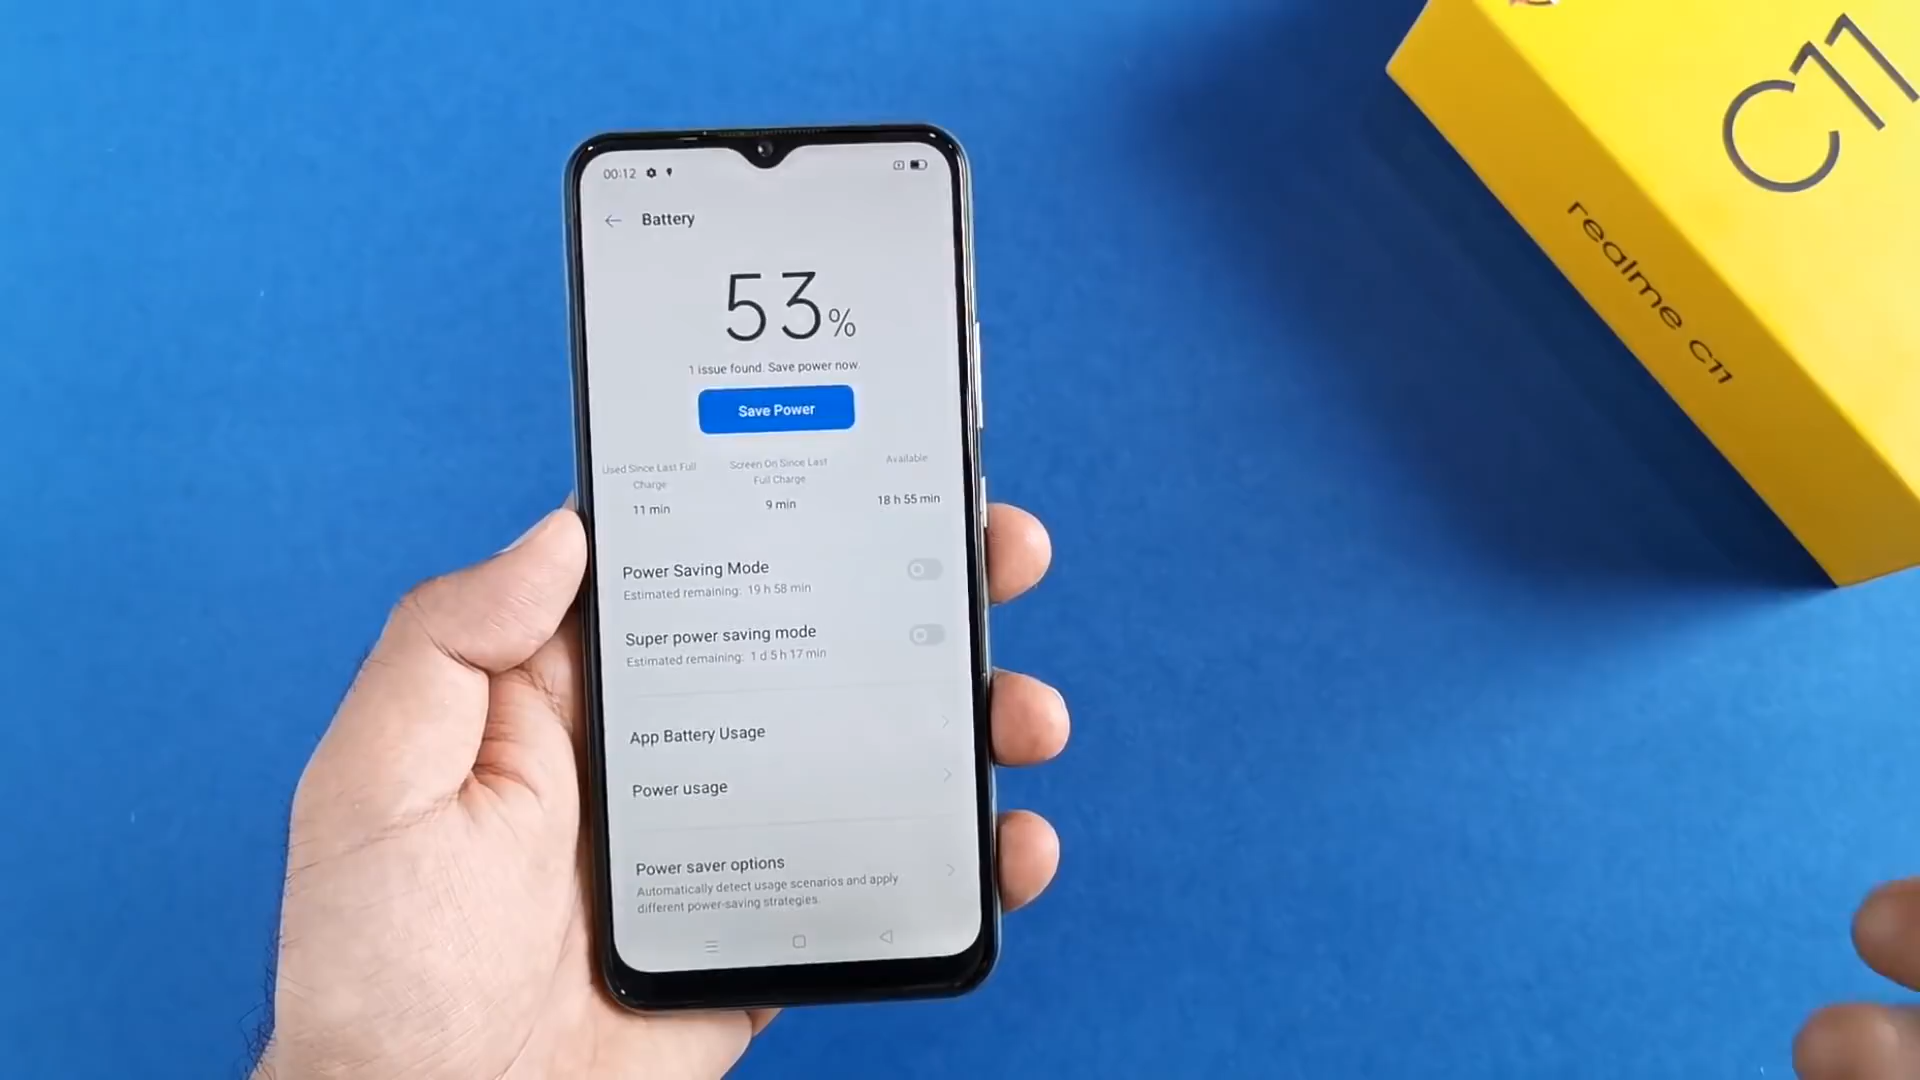 00:12
Battery
53%
1 issue found. Save power now.
Save Power
Used Since Last Full
Charge
11 min
Screen On Since Last
Full Charge
9 min
Available
18 h 55 min
Power Saving Mode
Estimated remaining: 19 h 58 min
Super power saving mode
Estimated remaining: 1 d 5 h 17 min
App Battery Usage
Power usage
Power saver options
Automatically detect usage scenarios and apply
different power-saving strategies.
C11
realme C11